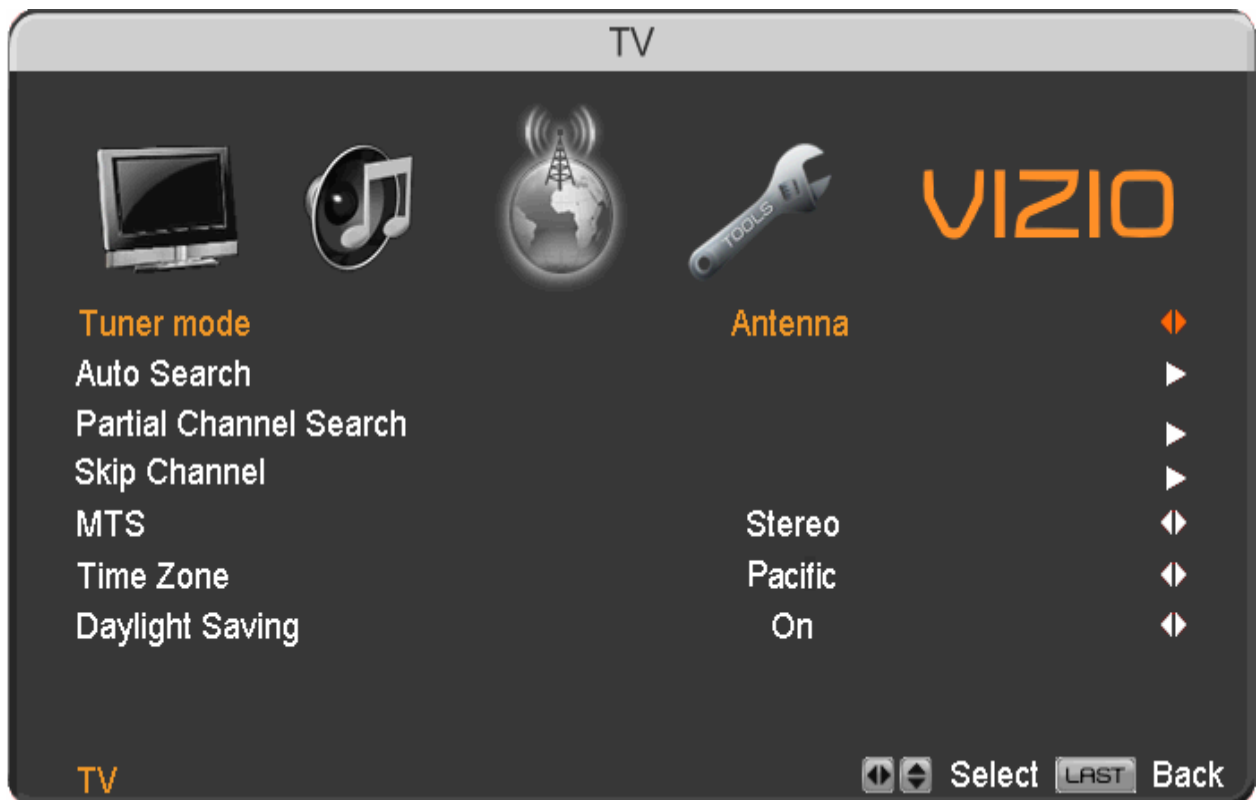 TV
TOOLS
VIZIO
Tuner mode Antenna
Auto Search
Partial Channel Search
Skip Channel
MTS Stereo
Time Zone Pacific
Daylight Saving On
TV Select LAST Back